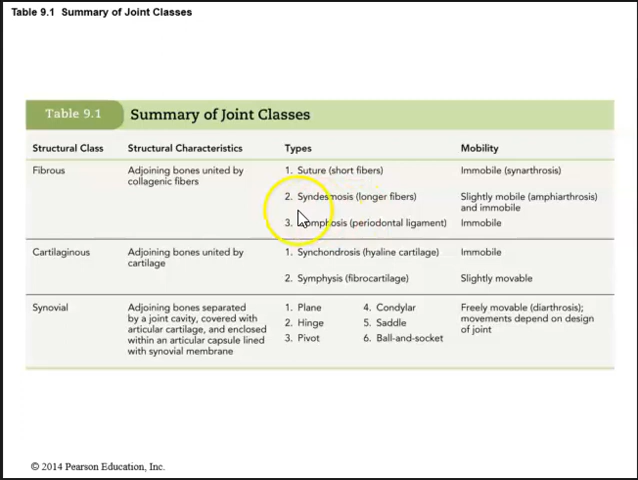 Table 9.1 Summary of Joint Classes
Table 9.1 Summary of Joint Classes
Structural Class Structural Characteristics Types Mobility
Fibrous Adjoining bones united by 1. Suture (short fibers) Immobile (synarthrosis)
collagenic fibers
2. Syndesmosis (longer fibers) Slightly mobile (amphiarthrosis)
and immobile
3. (periodontal ligament) Immobile
Cartilaginous Adjoining bones united by 1. Synchondrosis (hyaline cartilage) Immobile
cartilage
2. Symphysis (fibrocartilage) Slightly movable
Synovial Adjoining bones separated 1. Plane 4. Condylar Freely movable (diarthrosis);
by a joint cavity, covered with 2. Hinge 5. Saddle movements depend on design
articular cartilage, and enclosed of joint
within an articular capsule lined 3. Pivot 6. Ball-and-socket
with synovial membrane
© 2014 Pearson Education, Inc.